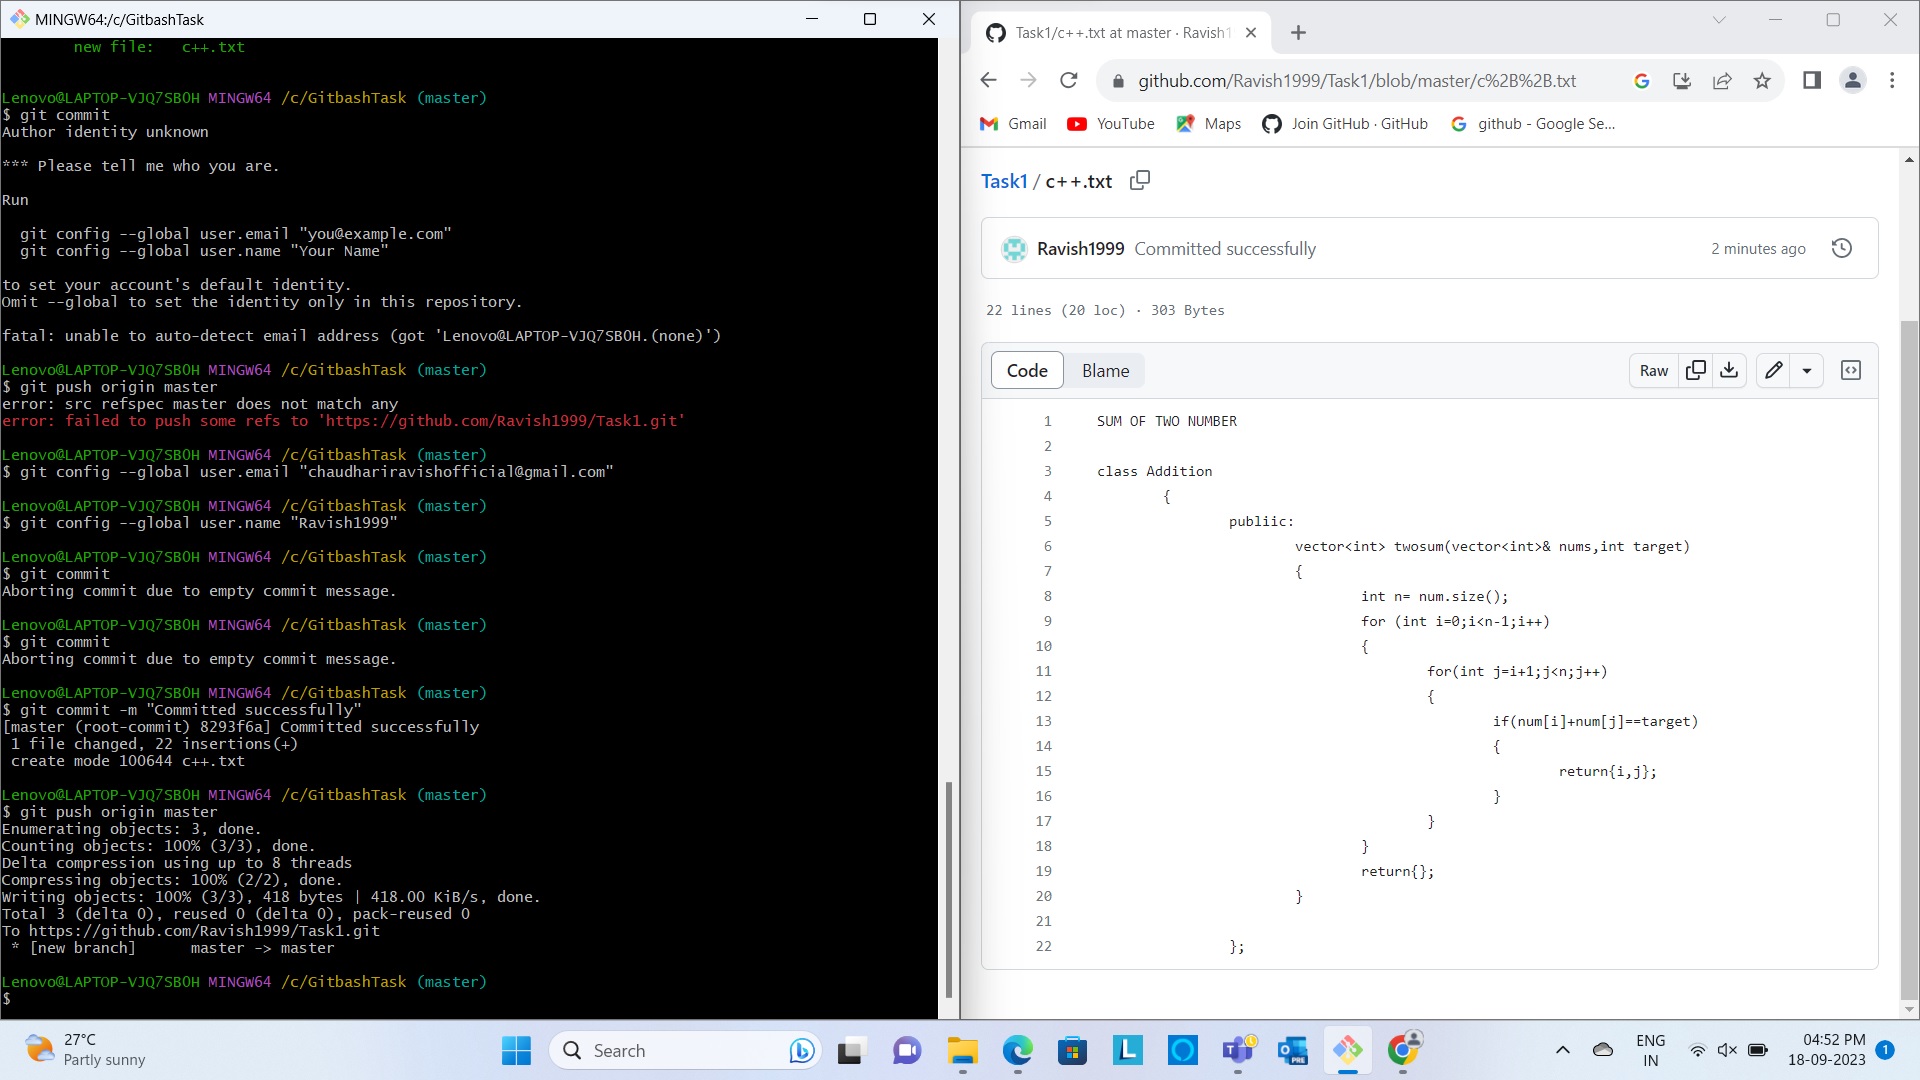 MINGW64:/c/GitbashTask
new file:   c++.txt
Lenovo@LAPTOP-VJQ7SB0H MINGW64 /c/GitbashTask (master)
$ git commit
Author identity unknown
*** Please tell me who you are.
Run
  git config --global user.email "you@example.com"
  git config --global user.name "Your Name"
to set your account's default identity.
Omit --global to set the identity only in this repository.
fatal: unable to auto-detect email address (got 'Lenovo@LAPTOP-VJQ7SB0H.(none)')
Lenovo@LAPTOP-VJQ7SB0H MINGW64 /c/GitbashTask (master)
$ git push origin master
error: src refspec master does not match any
error: failed to push some refs to 'https://github.com/Ravish1999/Task1.git'
Lenovo@LAPTOP-VJQ7SB0H MINGW64 /c/GitbashTask (master)
$ git config --global user.email "chaudhariravishofficial@gmail.com"
Lenovo@LAPTOP-VJQ7SB0H MINGW64 /c/GitbashTask (master)
$ git config --global user.name "Ravish1999"
Lenovo@LAPTOP-VJQ7SB0H MINGW64 /c/GitbashTask (master)
$ git commit
Aborting commit due to empty commit message.
Lenovo@LAPTOP-VJQ7SB0H MINGW64 /c/GitbashTask (master)
$ git commit
Aborting commit due to empty commit message.
Lenovo@LAPTOP-VJQ7SB0H MINGW64 /c/GitbashTask (master)
$ git commit -m "Committed successfully"
[master (root-commit) 8293f6a] Committed successfully
 1 file changed, 22 insertions(+)
 create mode 100644 c++.txt
Lenovo@LAPTOP-VJQ7SB0H MINGW64 /c/GitbashTask (master)
$ git push origin master
Enumerating objects: 3, done.
Counting objects: 100% (3/3), done.
Delta compression using up to 8 threads
Compressing objects: 100% (2/2), done.
Writing objects: 100% (3/3), 418 bytes | 418.00 KiB/s, done.
Total 3 (delta 0), reused 0 (delta 0), pack-reused 0
To https://github.com/Ravish1999/Task1.git
 * [new branch]      master -> master
Lenovo@LAPTOP-VJQ7SB0H MINGW64 /c/GitbashTask (master)
$
Task1/c++.txt at master · Ravish1
github.com/Ravish1999/Task1/blob/master/c%2B%2B.txt
Gmail YouTube Maps Join GitHub · GitHub github - Google Se...
Task1 / c++.txt
Ravish1999 Committed successfully 2 minutes ago
22 lines (20 loc) · 303 Bytes
Code Blame Raw
1 SUM OF TWO NUMBER
2
3 class Addition
4 {
5 publiic:
6 vector<int> twosum(vector<int>& nums,int target)
7 {
8 int n= num.size();
9 for (int i=0;i<n-1;i++)
10 {
11 for(int j=i+1;j<n;j++)
12 {
13 if(num[i]+num[j]==target)
14 {
15 return{i,j};
16 }
17 }
18 }
19 return{};
20 }
21
22 };
27°C
Partly sunny
Search
ENG
IN
04:52 PM
18-09-2023
1